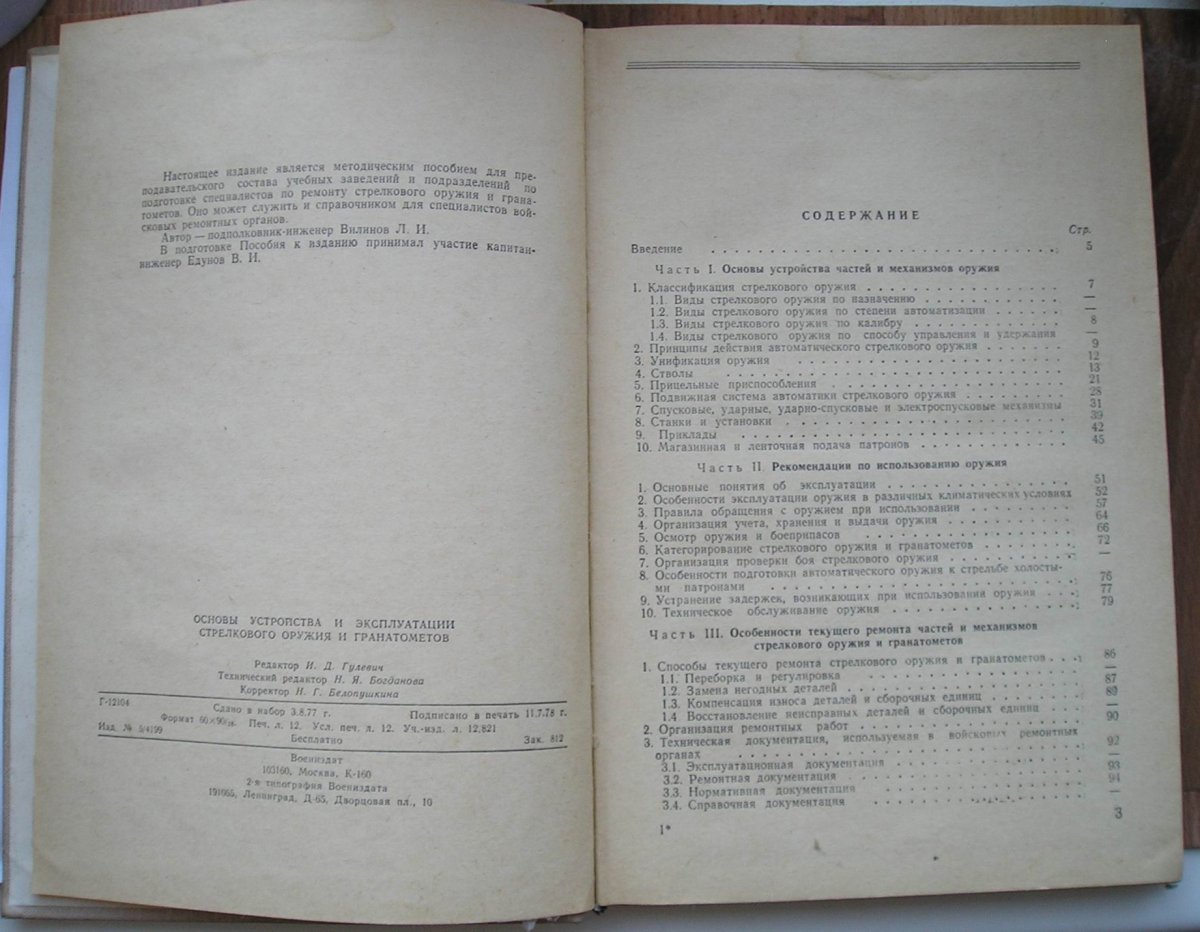 Настоящее издание является методическим пособием для пре-
подавательского состава учебных заведений и подразделений по
подготовке специалистов по ремонту стрелкового оружия и грана-
тометов. Оно может служить и справочником для специалистов вой-
сковых ремонтных органов.
Автор — подполковник-инженер Вилинов Л. И.
В подготовке Пособия к изданию принимал участие капитан-
инженер Едунов В. И.
ОСНОВЫ УСТРОЙСТВА И ЭКСПЛУАТАЦИИ
СТРЕЛКОВОГО ОРУЖИЯ И ГРАНАТОМЕТОВ
Редактор И. Д. Гулевич
Технический редактор Н. Я. Богданова
Корректор Н. Г. Белопушкина
Г-12104 Сдано в набор 3.8.77 г. Подписано в печать 11.7.78 г.
Формат 60×90 Печ. л. 12. Усл. печ. л. 12. Уч.-изд. л. 12,821
Изд. № 5/4199 Бесплатно Зак. 812
Воениздат
103160, Москва, К-160
2-я типография Воениздата
191065, Ленинград, Д-65, Дворцовая пл., 10
СОДЕРЖАНИЕ
Стр.
Введение . . . 5
Часть I. Основы устройства частей и механизмов оружия
1. Классификация стрелкового оружия . . . 7
1.1. Виды стрелкового оружия по назначению . . . —
1.2. Виды стрелкового оружия по степени автоматизации . . . —
1.3. Виды стрелкового оружия по калибру . . . 8
1.4. Виды стрелкового оружия по способу управления и удержания —
2. Принципы действия автоматического стрелкового оружия . . . 9
3. Унификация оружия . . . 12
4. Стволы . . . 13
5. Прицельные приспособления . . . 21
6. Подвижная система автоматики стрелкового оружия . . . 28
7. Спусковые, ударные, ударно-спусковые и электроспусковые механизмы 31
8. Станки и установки . . . 39
9. Приклады . . . 42
10. Магазинная и ленточная подача патронов . . . 45
Часть II. Рекомендации по использованию оружия
1. Основные понятия об эксплуатации . . . 51
2. Особенности эксплуатации оружия в различных климатических условиях 52
3. Правила обращения с оружием при использовании . . . 57
4. Организация учета, хранения и выдачи оружия . . . 64
5. Осмотр оружия и боеприпасов . . . 66
6. Категорирование стрелкового оружия и гранатометов . . . 72
7. Организация проверки боя стрелкового оружия . . . —
8. Особенности подготовки автоматического оружия к стрельбе холосты-
ми патронами . . . 76
9. Устранение задержек, возникающих при использовании оружия . . . 77
10. Техническое обслуживание оружия . . . 79
Часть III. Особенности текущего ремонта частей и механизмов
стрелкового оружия и гранатометов
1. Способы текущего ремонта стрелкового оружия и гранатометов . . . 86
1.1. Переборка и регулировка . . . —
1.2. Замена негодных деталей . . . 87
1.3. Компенсация износа деталей и сборочных единиц . . . 89
1.4 Восстановление неисправных деталей и сборочных единиц . . . —
2. Организация ремонтных работ . . . 90
3. Техническая документация, используемая в войсковых ремонтных
органах . . . 92
3.1. Эксплуатационная документация . . . —
3.2. Ремонтная документация . . . 93
3.3. Нормативная документация . . . 94
3.4. Справочная документация . . . —
1* 3